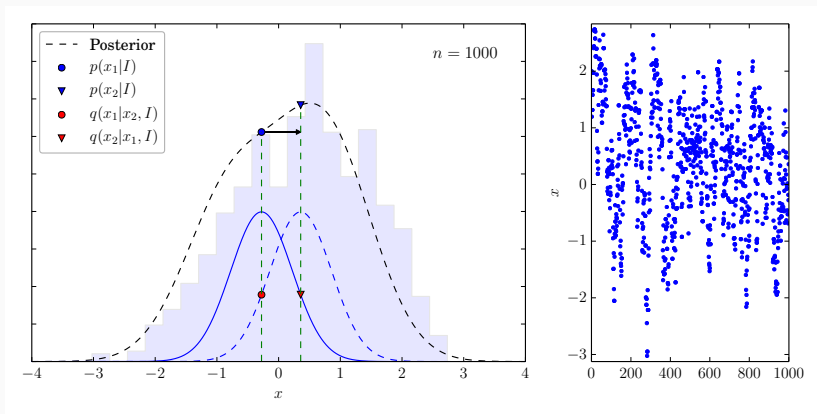 Posterior
p(x₁|I)
p(x₂|I)
q(x₁|x₂, I)
q(x₂|x₁, I)
n = 1000
−4 −3 −2 −1 0 1 2 3 4
x
2
1
0
−1
−2
−3
x
0 200 400 600 800 1000